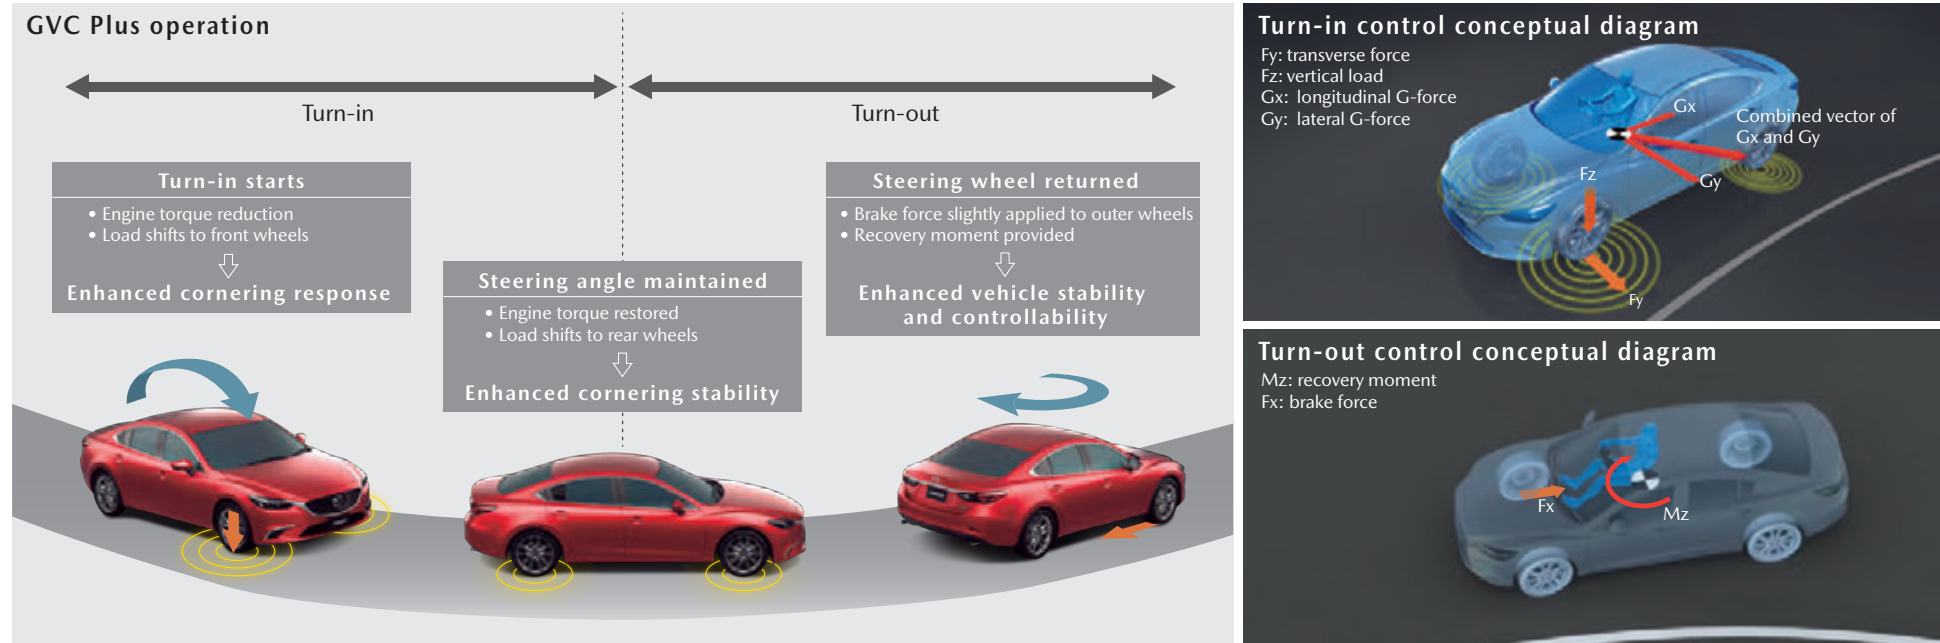 GVC Plus operation
Turn-in
Turn-out
Turn-in starts
• Engine torque reduction
• Load shifts to front wheels
Enhanced cornering response
Steering angle maintained
• Engine torque restored
• Load shifts to rear wheels
Enhanced cornering stability
Steering wheel returned
• Brake force slightly applied to outer wheels
• Recovery moment provided
Enhanced vehicle stability
and controllability
Turn-in control conceptual diagram
Fy: transverse force
Fz: vertical load
Gx: longitudinal G-force
Gy: lateral G-force
Gx
Combined vector of
Gx and Gy
Fz
Gy
Fy
Turn-out control conceptual diagram
Mz: recovery moment
Fx: brake force
Fx
Mz